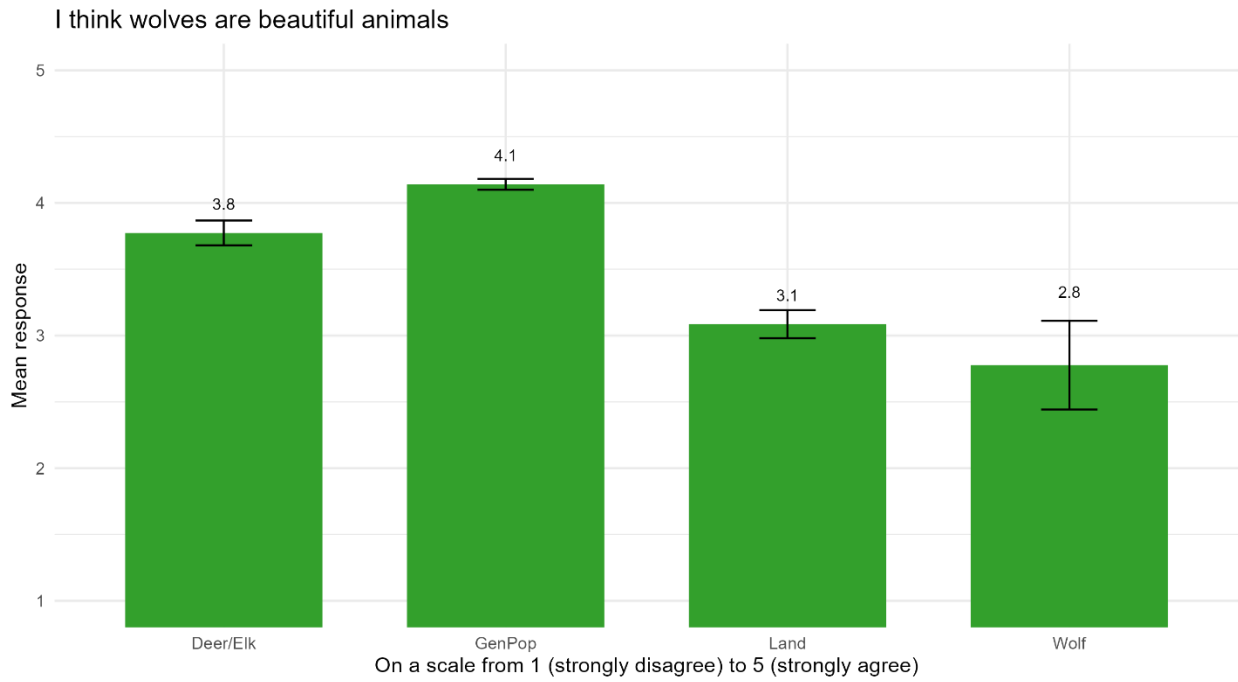 I think wolves are beautiful animals
5
4
3
2
1
Mean response
3.8
4.1
3.1
2.8
Deer/Elk
GenPop
Land
Wolf
On a scale from 1 (strongly disagree) to 5 (strongly agree)